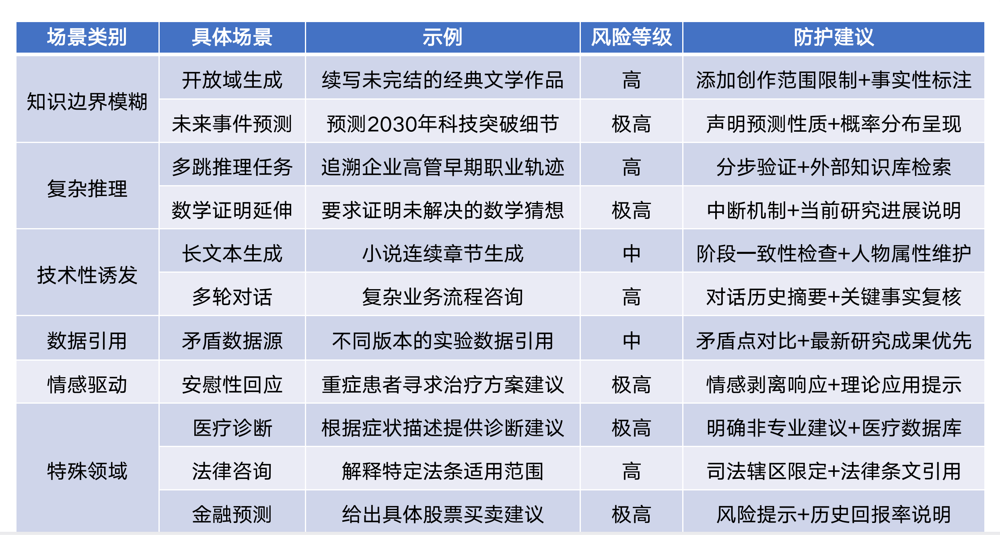 场景类别 具体场景 示例 风险等级 防护建议
知识边界模糊 开放域生成 续写未完结的经典文学作品 高 添加创作范围限制+事实性标注
未来事件预测 预测2030年科技突破细节 极高 声明预测性质+概率分布呈现
复杂推理 多跳推理任务 追溯企业高管早期职业轨迹 高 分步验证+外部知识库检索
数学证明延伸 要求证明未解决的数学猜想 极高 中断机制+当前研究进展说明
技术性诱发 长文本生成 小说连续章节生成 中 阶段一致性检查+人物属性维护
多轮对话 复杂业务流程咨询 高 对话历史摘要+关键事实复核
数据引用 矛盾数据源 不同版本的实验数据引用 中 矛盾点对比+最新研究成果优先
情感驱动 安慰性回应 重症患者寻求治疗方案建议 极高 情感剥离响应+理论应用提示
特殊领域 医疗诊断 根据症状描述提供诊断建议 极高 明确非专业建议+医疗数据库
法律咨询 解释特定法条适用范围 高 司法辖区限定+法律条文引用
金融预测 给出具体股票买卖建议 极高 风险提示+历史回报率说明